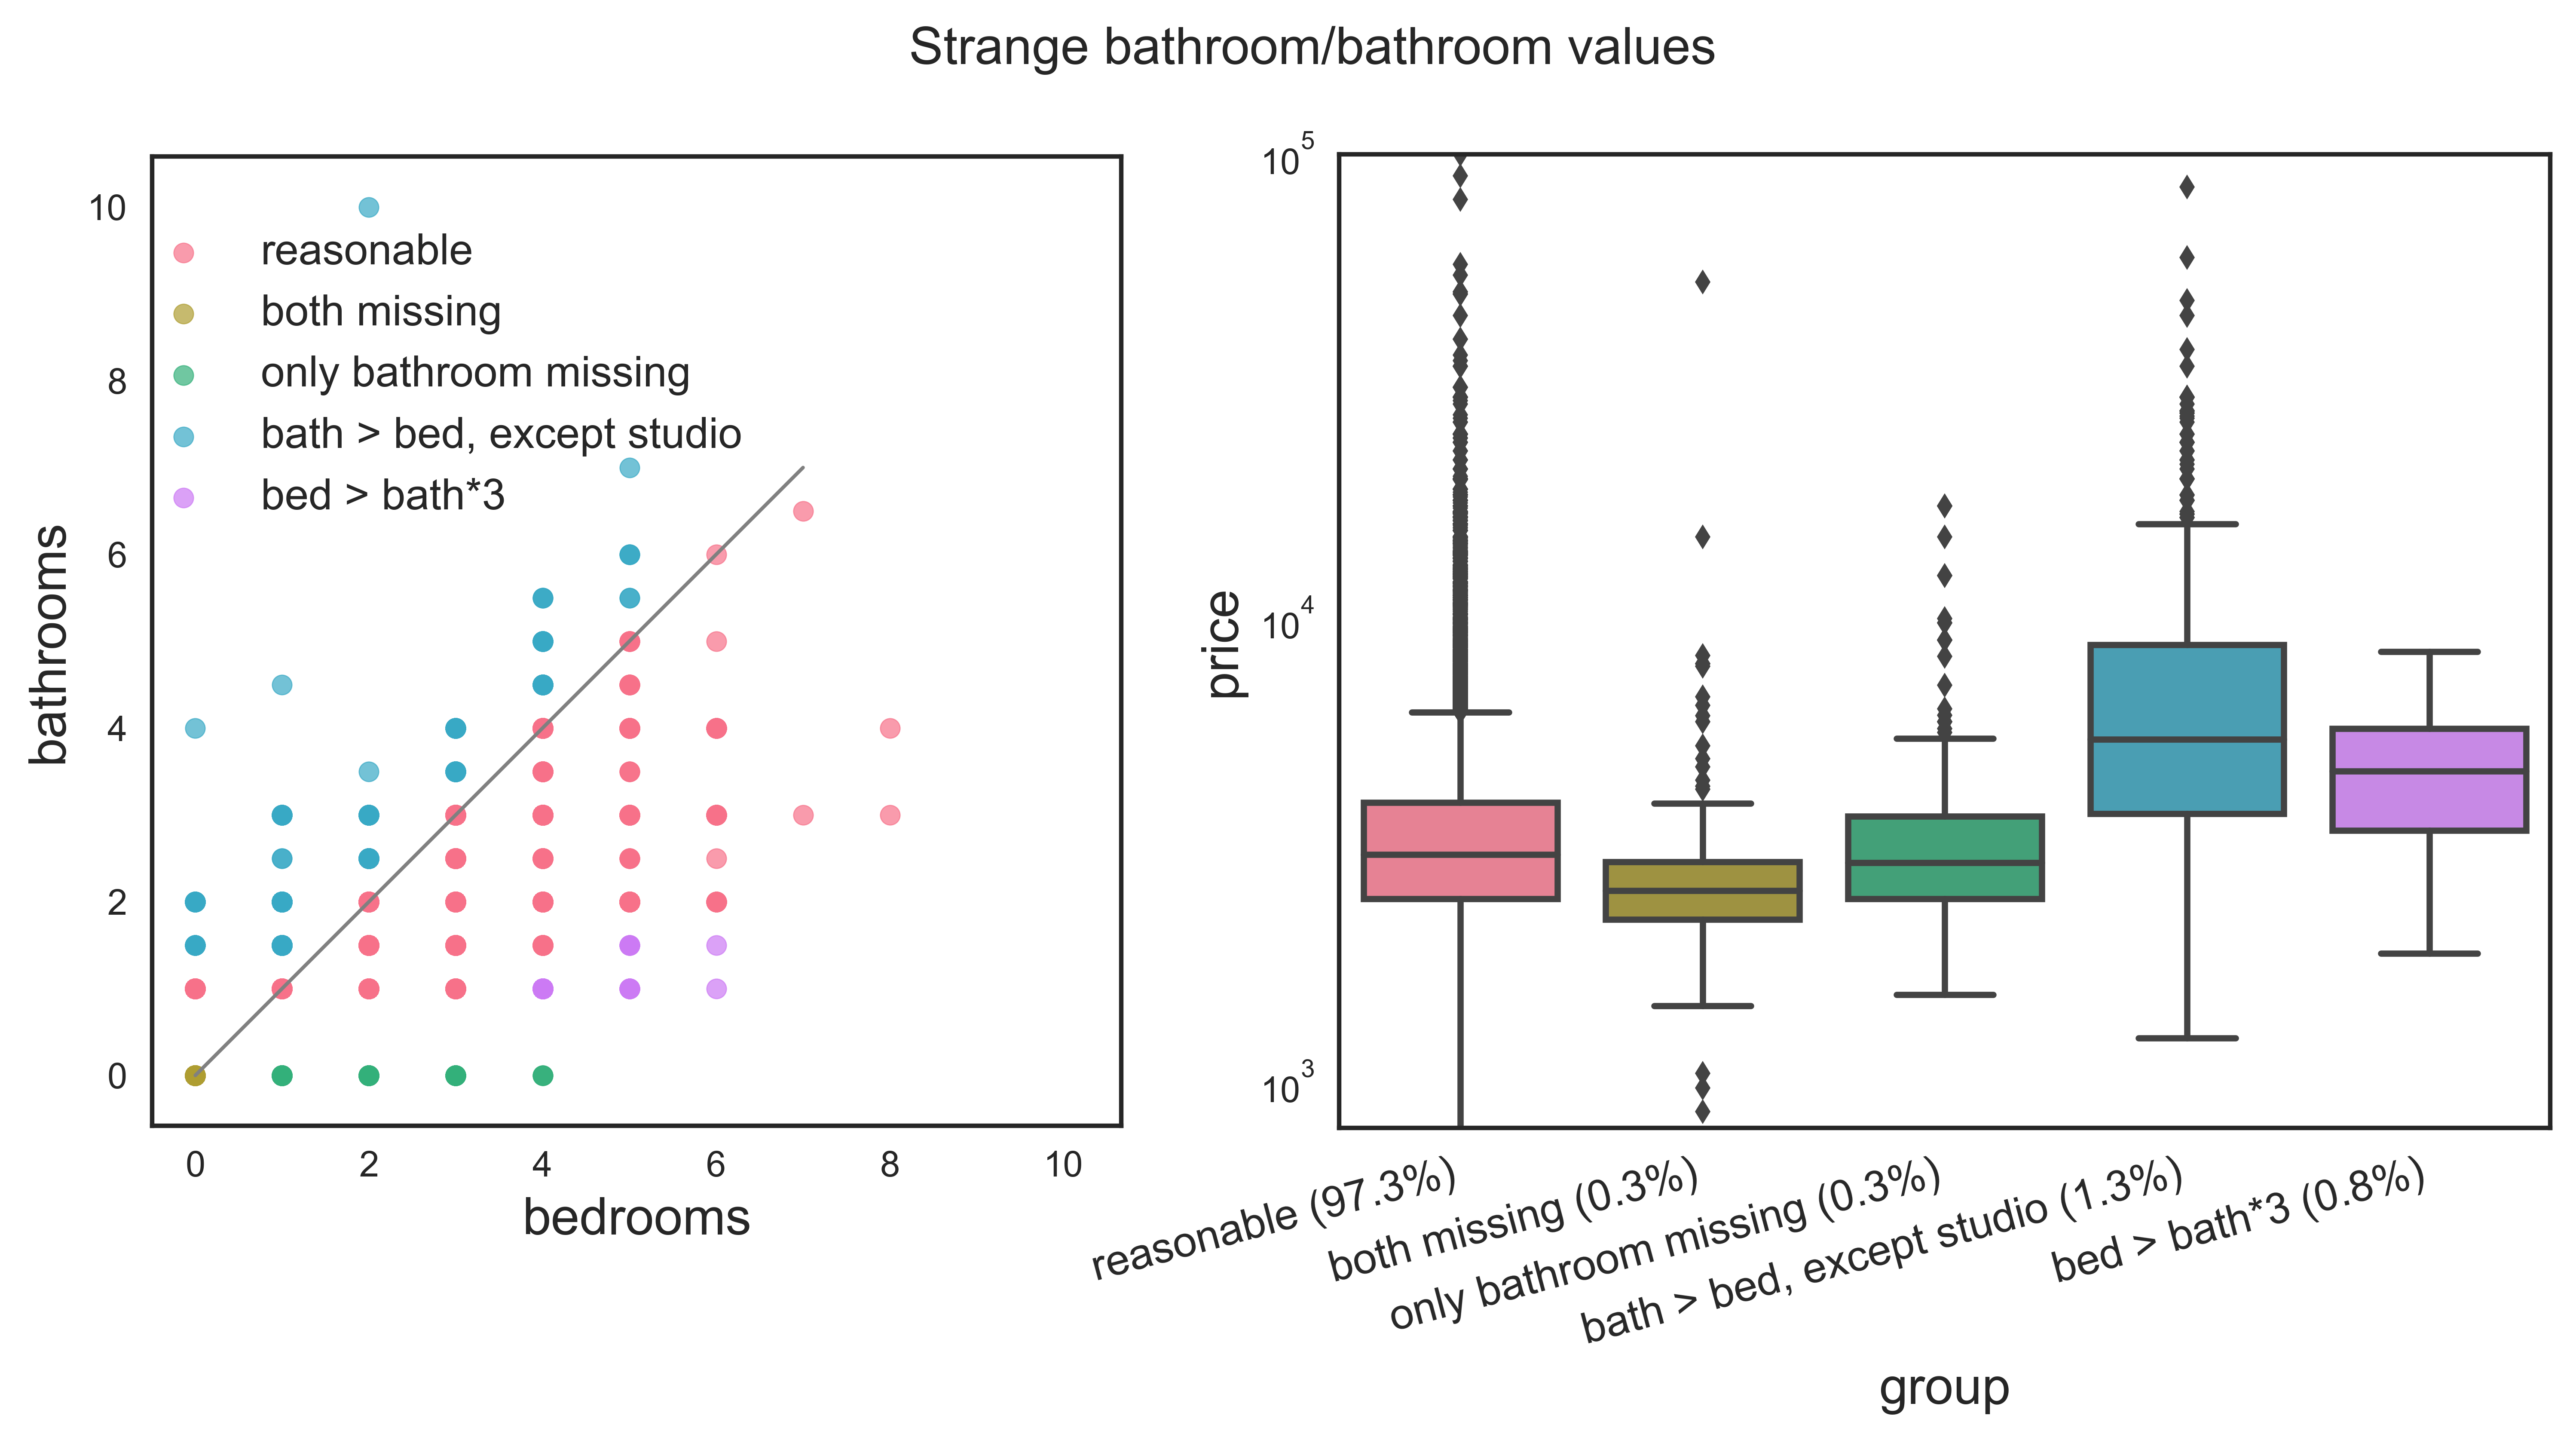 Strange bathroom/bathroom values
10
8
6
4
2
0
bathrooms
reasonable
both missing
only bathroom missing
bath > bed, except studio
bed > bath*3
0 2 4 6 8 10
bedrooms
10^5
10^4
10^3
price
reasonable (97.3%)
both missing (0.3%)
only bathroom missing (0.3%)
bath > bed, except studio (1.3%)
bed > bath*3 (0.8%)
group